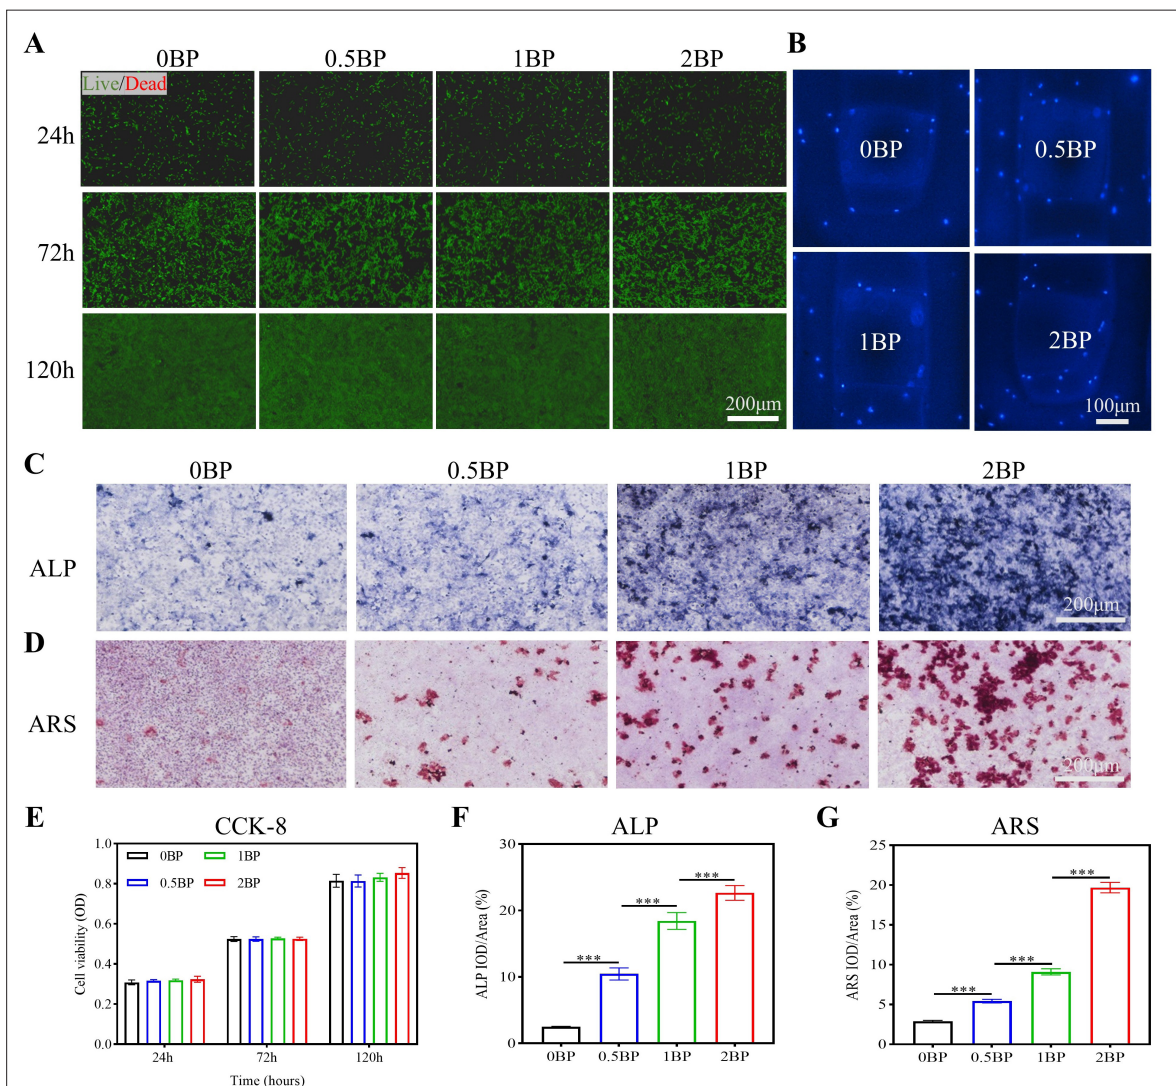 A
0BP 0.5BP 1BP 2BP
Live/Dead
24h
72h
120h
200μm
B
0BP 0.5BP
1BP 2BP
100μm
C
0BP 0.5BP 1BP 2BP
ALP
200μm
D
ARS
200μm
E
CCK-8
Cell viability (OD)
1.0
0.8
0.6
0.4
0.2
0.0
0BP 1BP
0.5BP 2BP
24h 72h 120h
Time (hours)
F
ALP
ALP IOD/Area (%)
30
20
10
0
*** *** ***
0BP 0.5BP 1BP 2BP
G
ARS
ARS IOD/Area (%)
25
20
15
10
5
0
*** *** ***
0BP 0.5BP 1BP 2BP